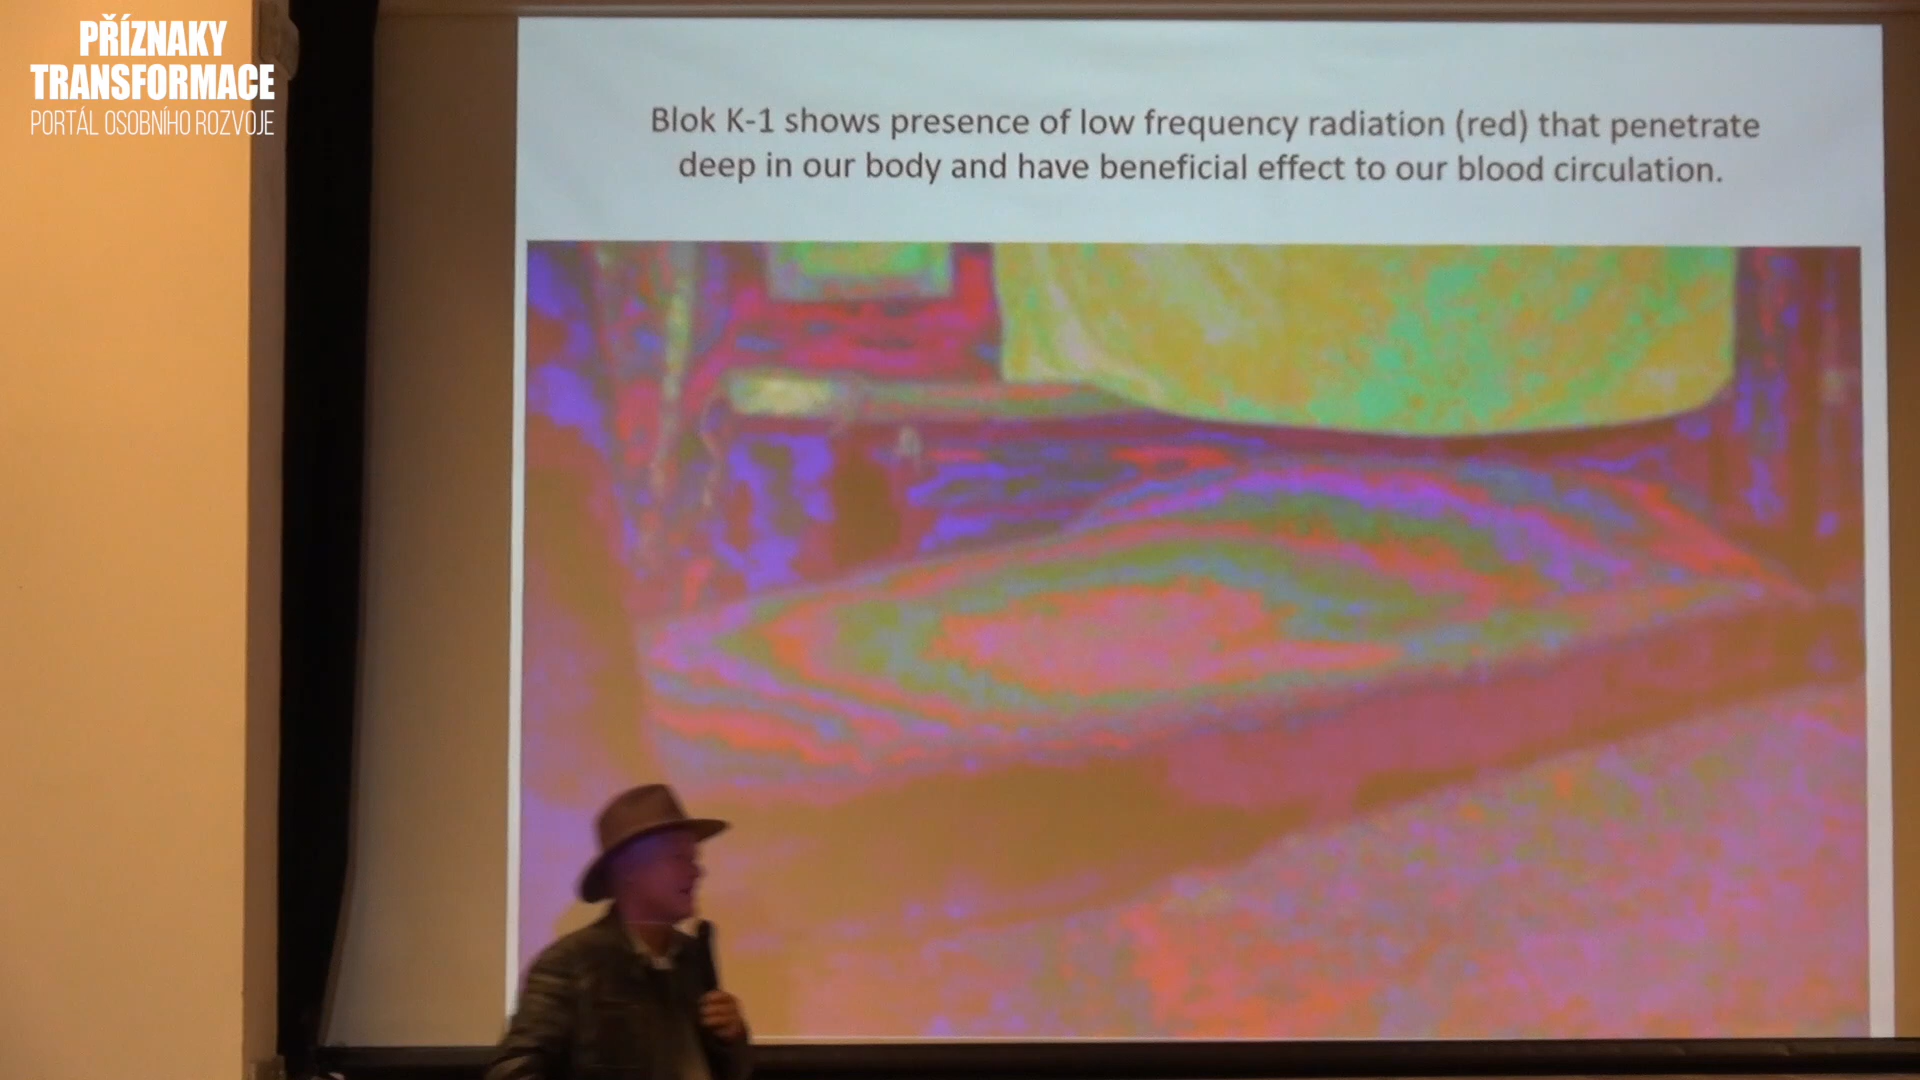 PŘÍZNAKY
TRANSFORMACE
PORTÁL OSOBNÍHO ROZVOJE
Blok K-1 shows presence of low frequency radiation (red) that penetrate
deep in our body and have beneficial effect to our blood circulation.